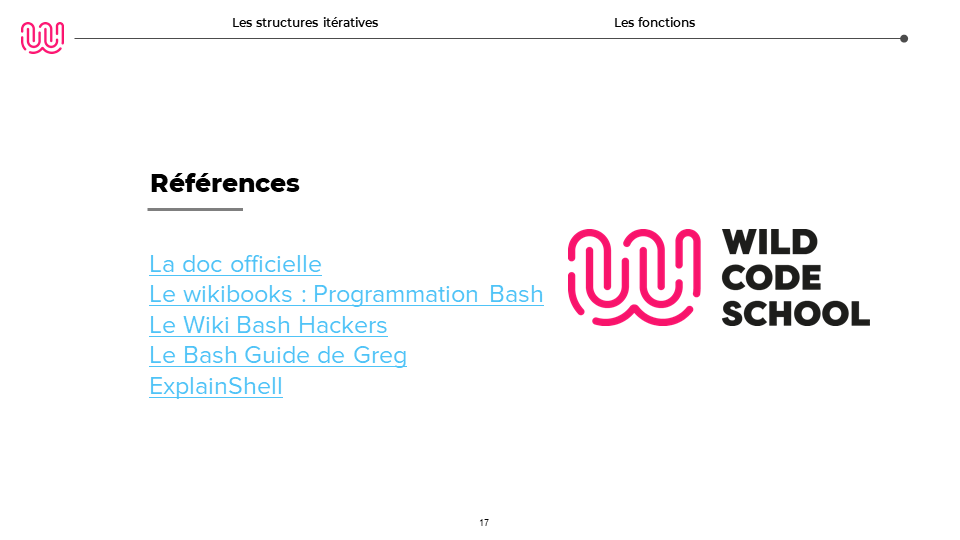 Les structures itératives
Les fonctions
Références
La doc officielle
Le wikibooks : Programmation Bash
Le Wiki Bash Hackers
Le Bash Guide de Greg
ExplainShell
WILD
CODE
SCHOOL
17